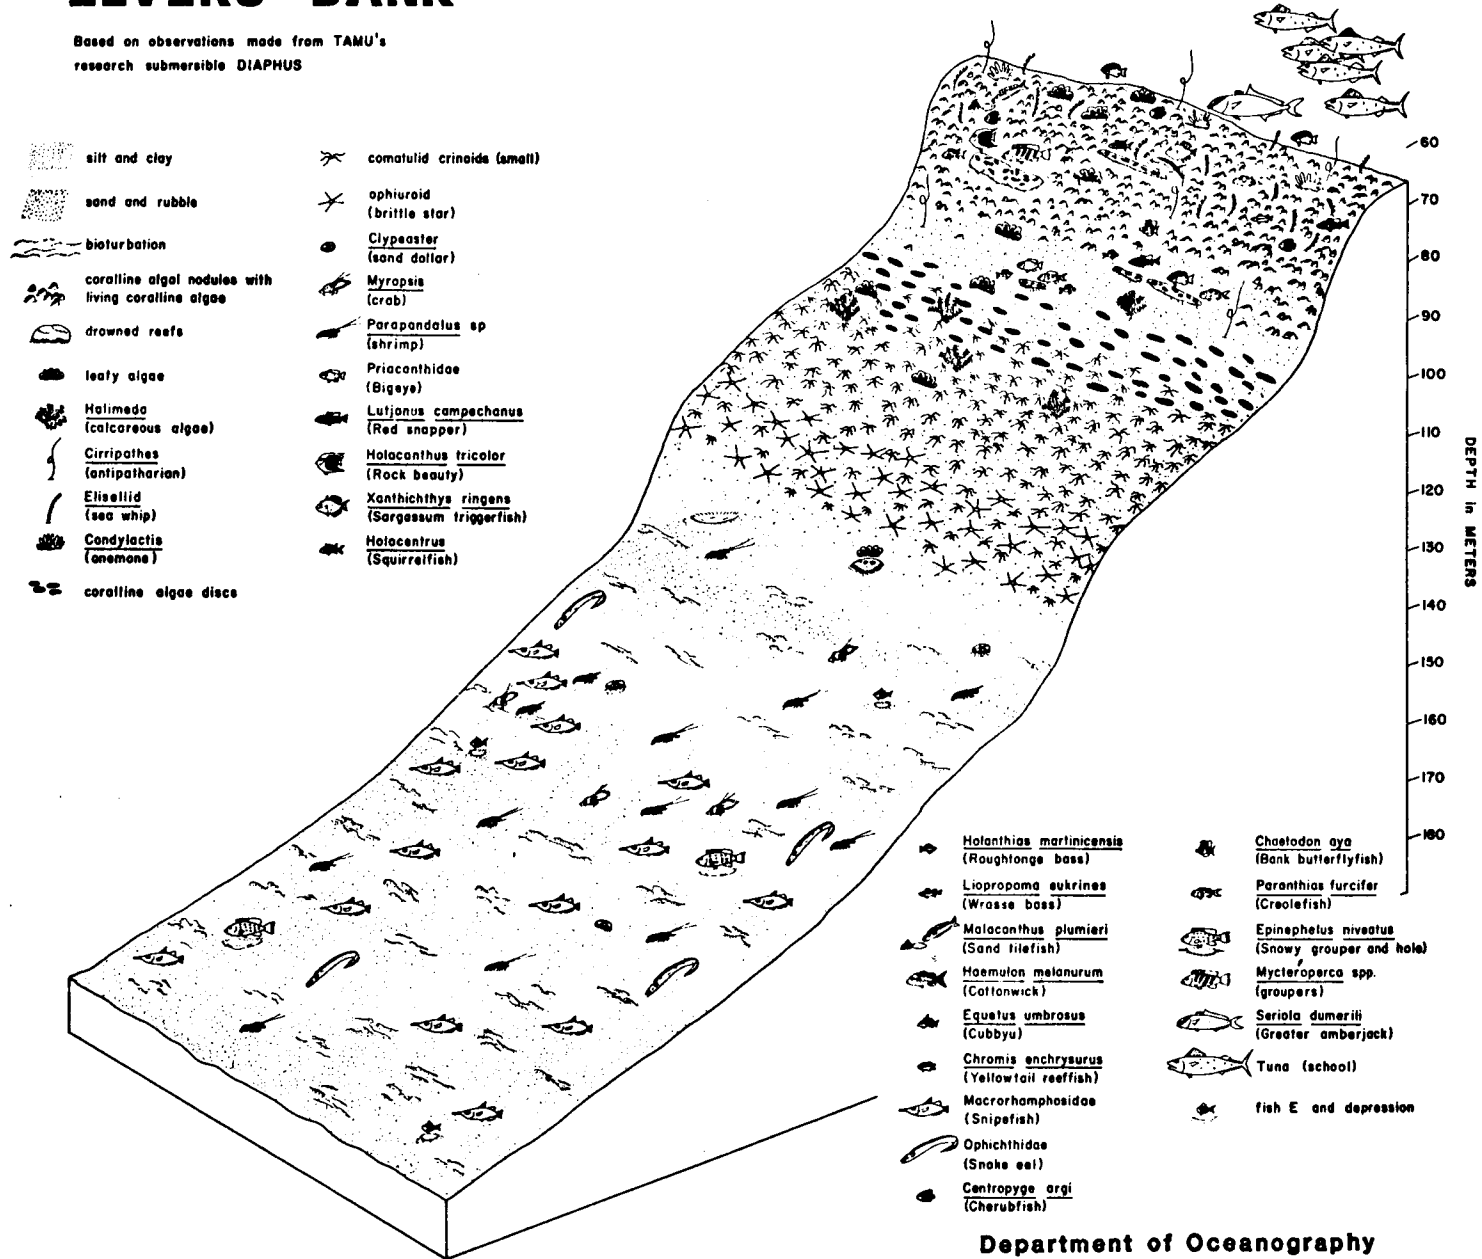 Based on observations made from TAMU's
research submersible DIAPHUS
silt and clay
sand and rubble
bioturbation
coralline algal nodules with
living coralline algae
drowned reefs
leafy algae
Halimeda
(calcareous algae)
Cirripathes
(antipatharian)
Elisellid
(sea whip)
Condylactis
(anemone)
coralline algae discs
comatulid crinoids (small)
ophiuroid
(brittle star)
Clypeaster
(sand dollar)
Myropsis
(crab)
Parapandalus sp
(shrimp)
Priacanthidae
(Bigeye)
Lutjanus campechanus
(Red snapper)
Holacanthus tricolor
(Rock beauty)
Xanthichthys ringens
(Sargassum triggerfish)
Holocentrus
(Squirrelfish)
60
70
80
90
100
110
120
130
140
150
160
170
180
DEPTH in METERS
Holanthias martinicensis
(Roughtonge bass)
Liopropoma eukrines
(Wrasse bass)
Malacanthus plumieri
(Sand tilefish)
Haemulon melanurum
(Cottonwick)
Equetus umbrosus
(Cubbyu)
Chromis enchrysurus
(Yellowtail reeffish)
Macrorhamphosidae
(Snipefish)
Ophichthidae
(Snake eel)
Centropyge argi
(Cherubfish)
Chaetodon aya
(Bank butterflyfish)
Paranthias furcifer
(Creolefish)
Epinephelus niveatus
(Snowy grouper and hole)
Mycteroperca spp.
(groupers)
Seriola dumerili
(Greater amberjack)
Tuna (school)
fish E and depression
Department of Oceanography